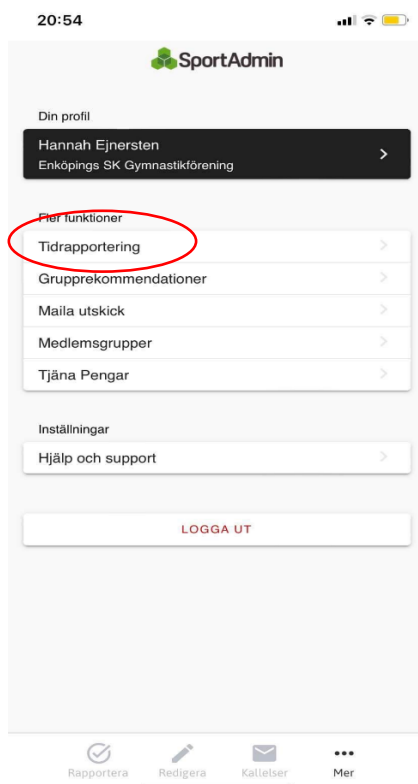 20:54
SportAdmin
Din profil
Hannah Ejnersten
Enköpings SK Gymnastikförening
Fler funktioner
Tidrapportering
Grupprekommendationer
Maila utskick
Medlemsgrupper
Tjäna Pengar
Inställningar
Hjälp och support
LOGGA UT
Rapportera Redigera Kallelser Mer